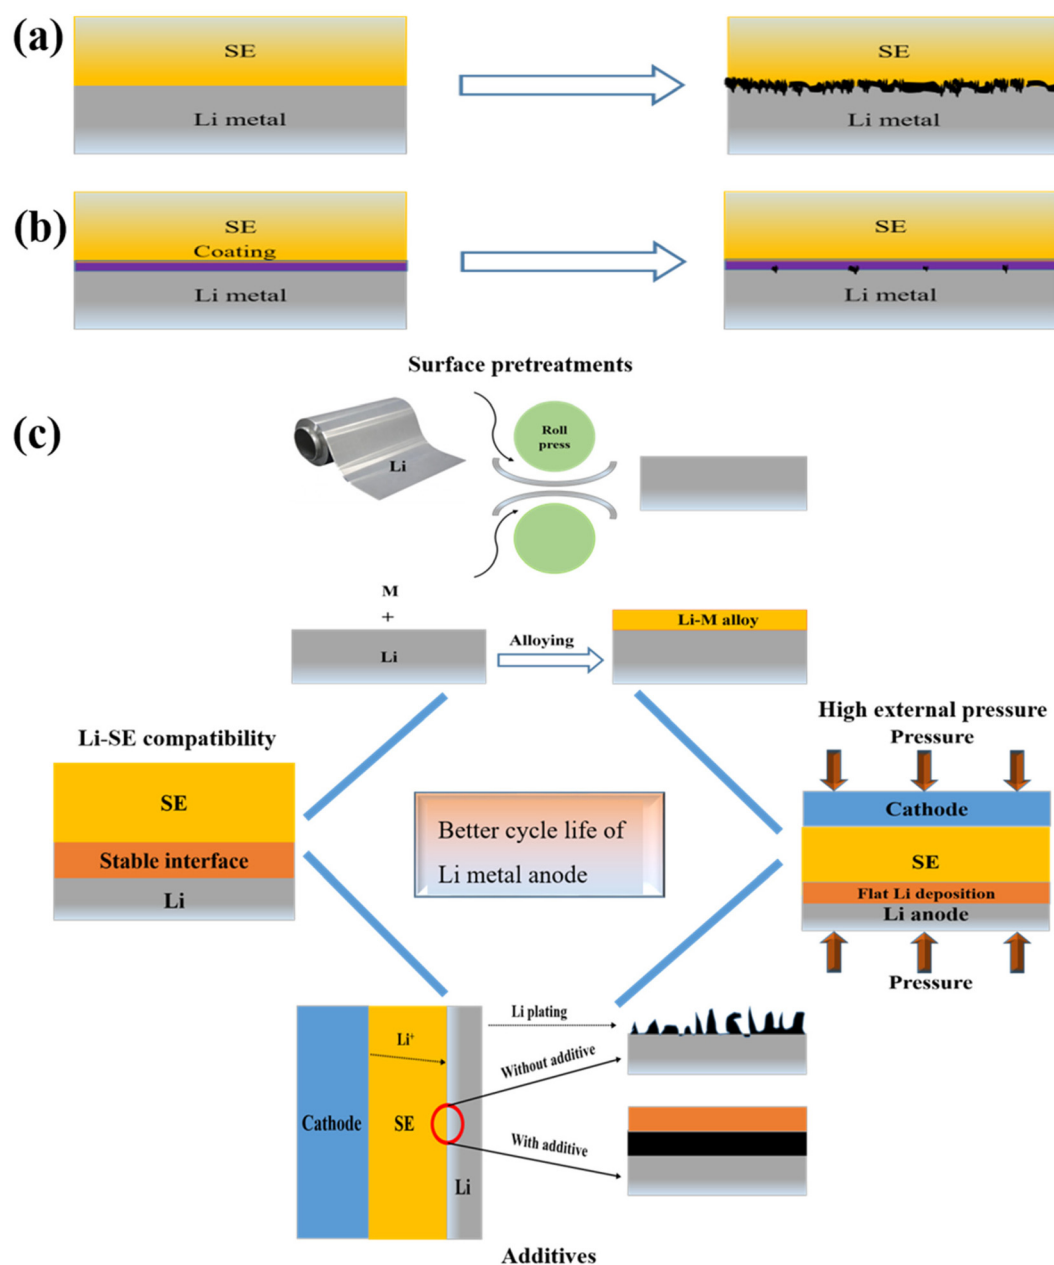 (a)
SE
Li metal
SE
Li metal
(b)
SE
Coating
Li metal
SE
Li metal
Surface pretreatments
(c)
Li
Roll
press
M
+
Li
Alloying
Li-M alloy
Li-SE compatibility
SE
Stable interface
Li
Better cycle life of
Li metal anode
High external pressure
Pressure
Cathode
SE
Flat Li deposition
Li anode
Pressure
Cathode
Li⁺
SE
Li
Li plating
Without additive
With additive
Additives